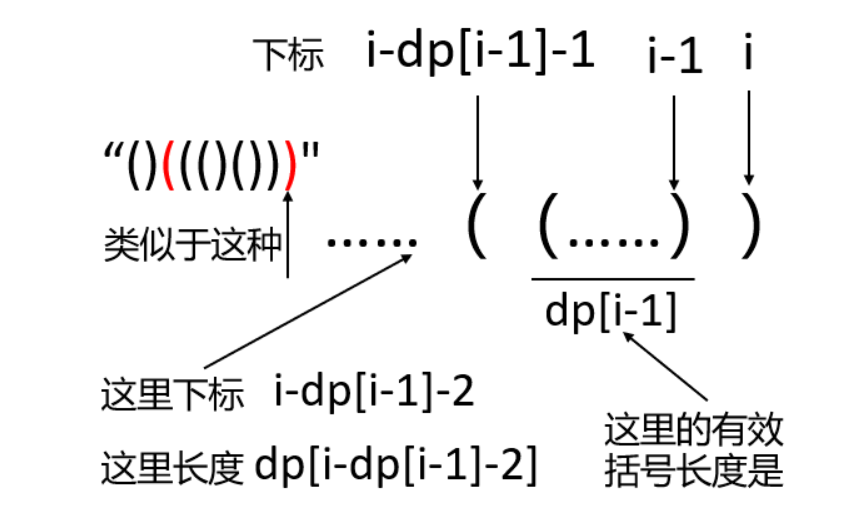 下标 i-dp[i-1]-1 i-1 i
“()((()()))"
类似于这种 …… ( (……) )
dp[i-1]
这里下标 i-dp[i-1]-2
这里长度 dp[i-dp[i-1]-2]
这里的有效
括号长度是